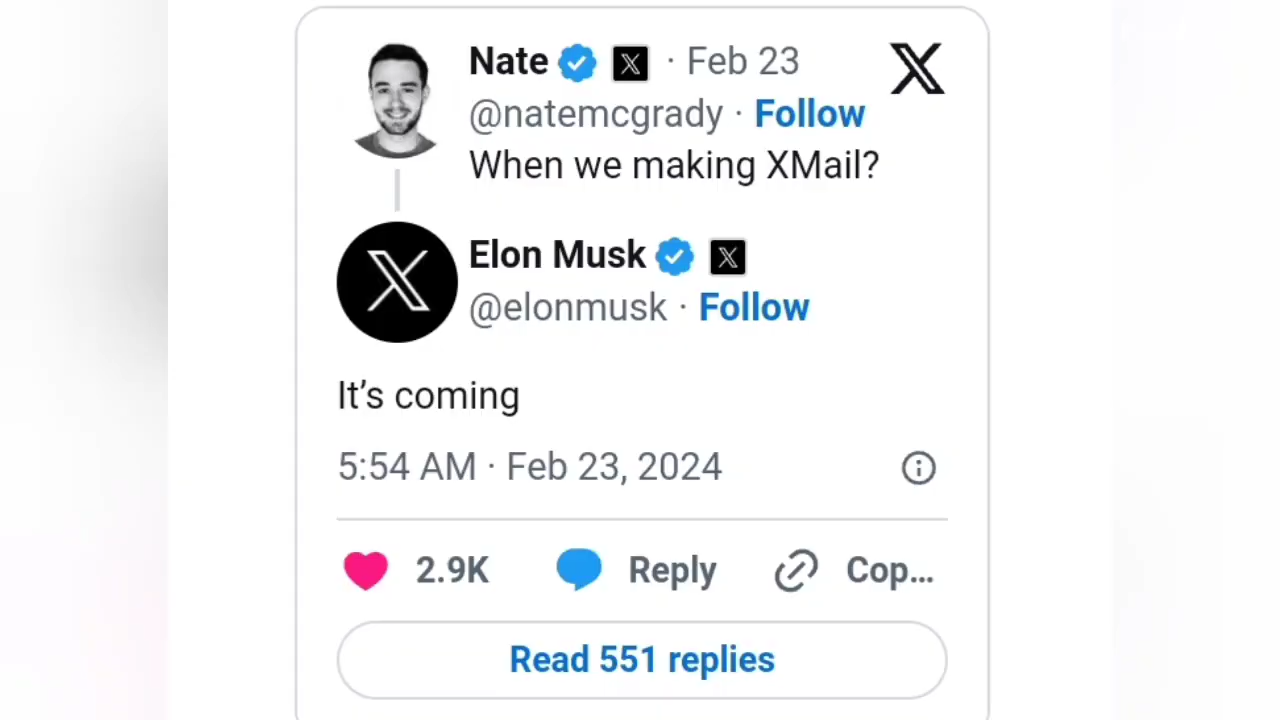 Nate · Feb 23
@natemcgrady · Follow
When we making XMail?
Elon Musk
@elonmusk · Follow
It’s coming
5:54 AM · Feb 23, 2024
2.9K Reply Cop...
Read 551 replies